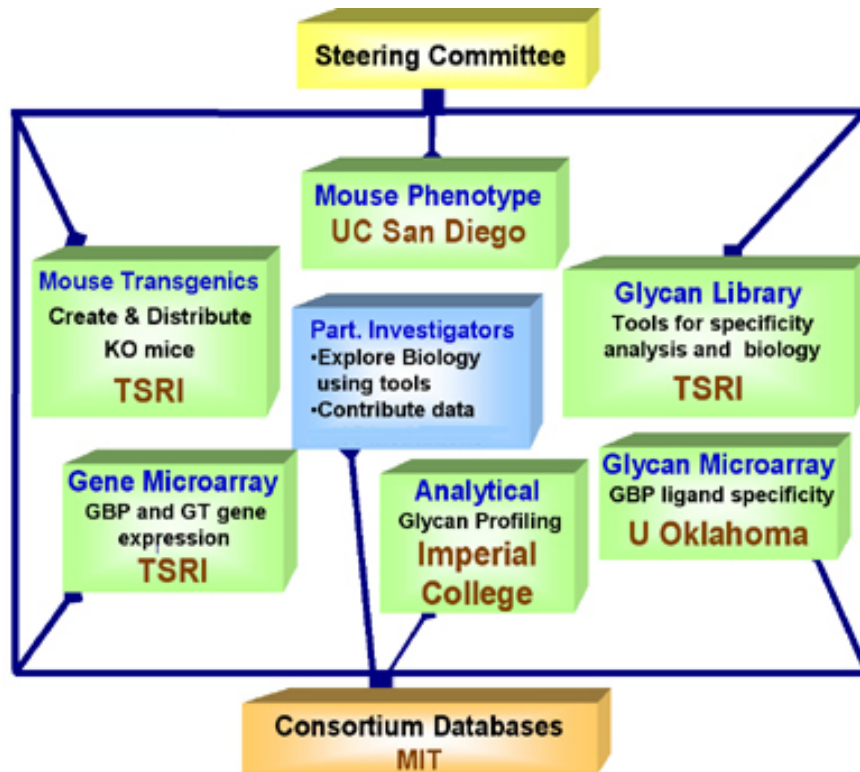 Steering Committee
Mouse Phenotype
UC San Diego
Mouse Transgenics
Create & Distribute
KO mice
TSRI
Part. Investigators
•Explore Biology
using tools
•Contribute data
Glycan Library
Tools for specificity
analysis and biology
TSRI
Gene Microarray
GBP and GT gene
expression
TSRI
Analytical
Glycan Profiling
Imperial
College
Glycan Microarray
GBP ligand specificity
U Oklahoma
Consortium Databases
MIT